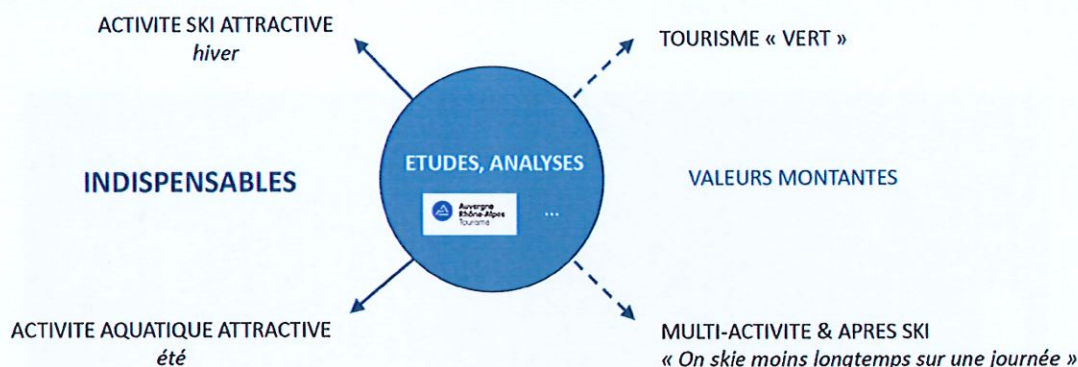 ACTIVITE SKI ATTRACTIVE
hiver
TOURISME « VERT »
INDISPENSABLES
ETUDES, ANALYSES
Auvergne
Rhône-Alpes
Tourisme
...
VALEURS MONTANTES
ACTIVITE AQUATIQUE ATTRACTIVE
été
MULTI-ACTIVITE & APRES SKI
« On skie moins longtemps sur une journée »